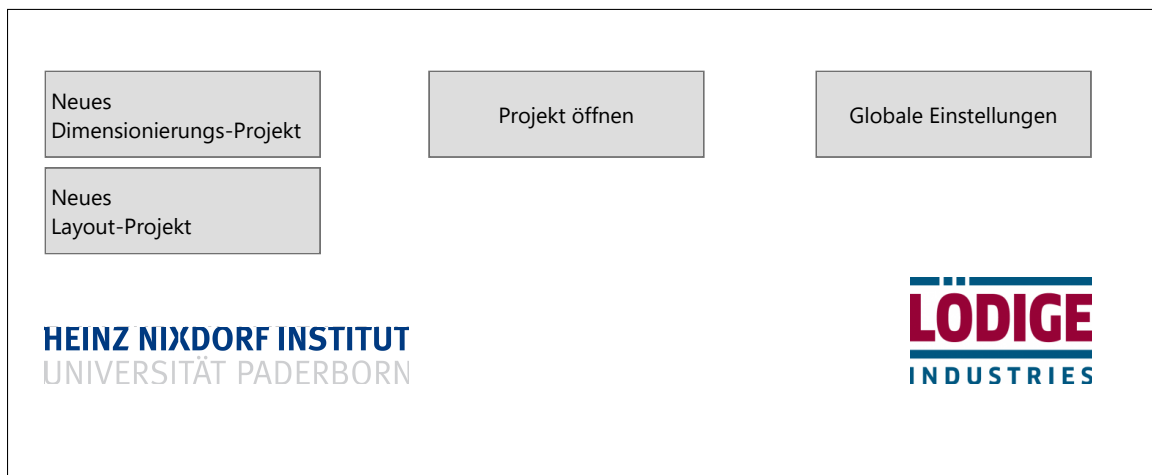 Neues
Dimensionierungs-Projekt
Projekt öffnen
Globale Einstellungen
Neues
Layout-Projekt
HEINZ NIXDORF INSTITUT
UNIVERSITÄT PADERBORN
LÖDIGE
INDUSTRIES